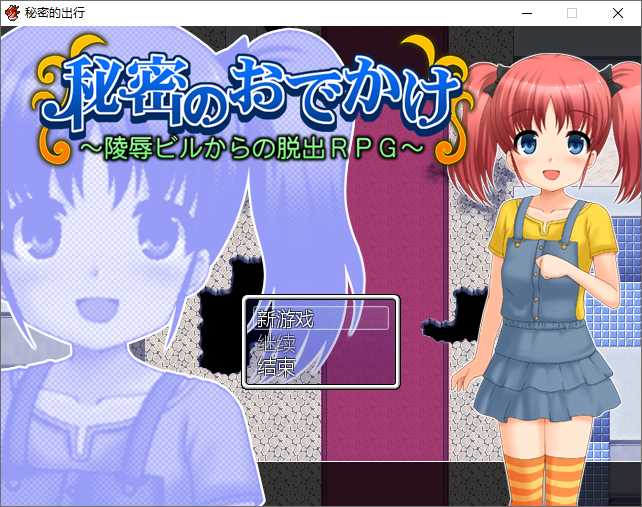 秘密的出行
秘密のおでかけ
～陵辱ビルからの脱出ＲＰＧ～
新游戏
继续
结束